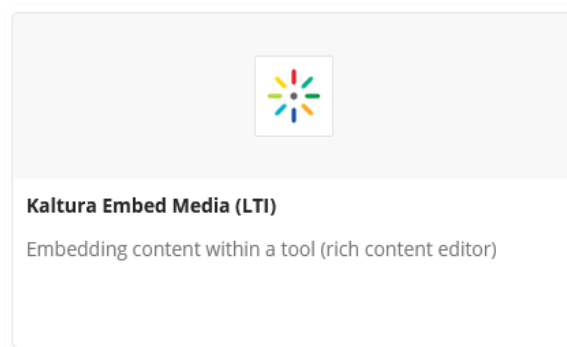 Kaltura Embed Media (LTI)
Embedding content within a tool (rich content editor)